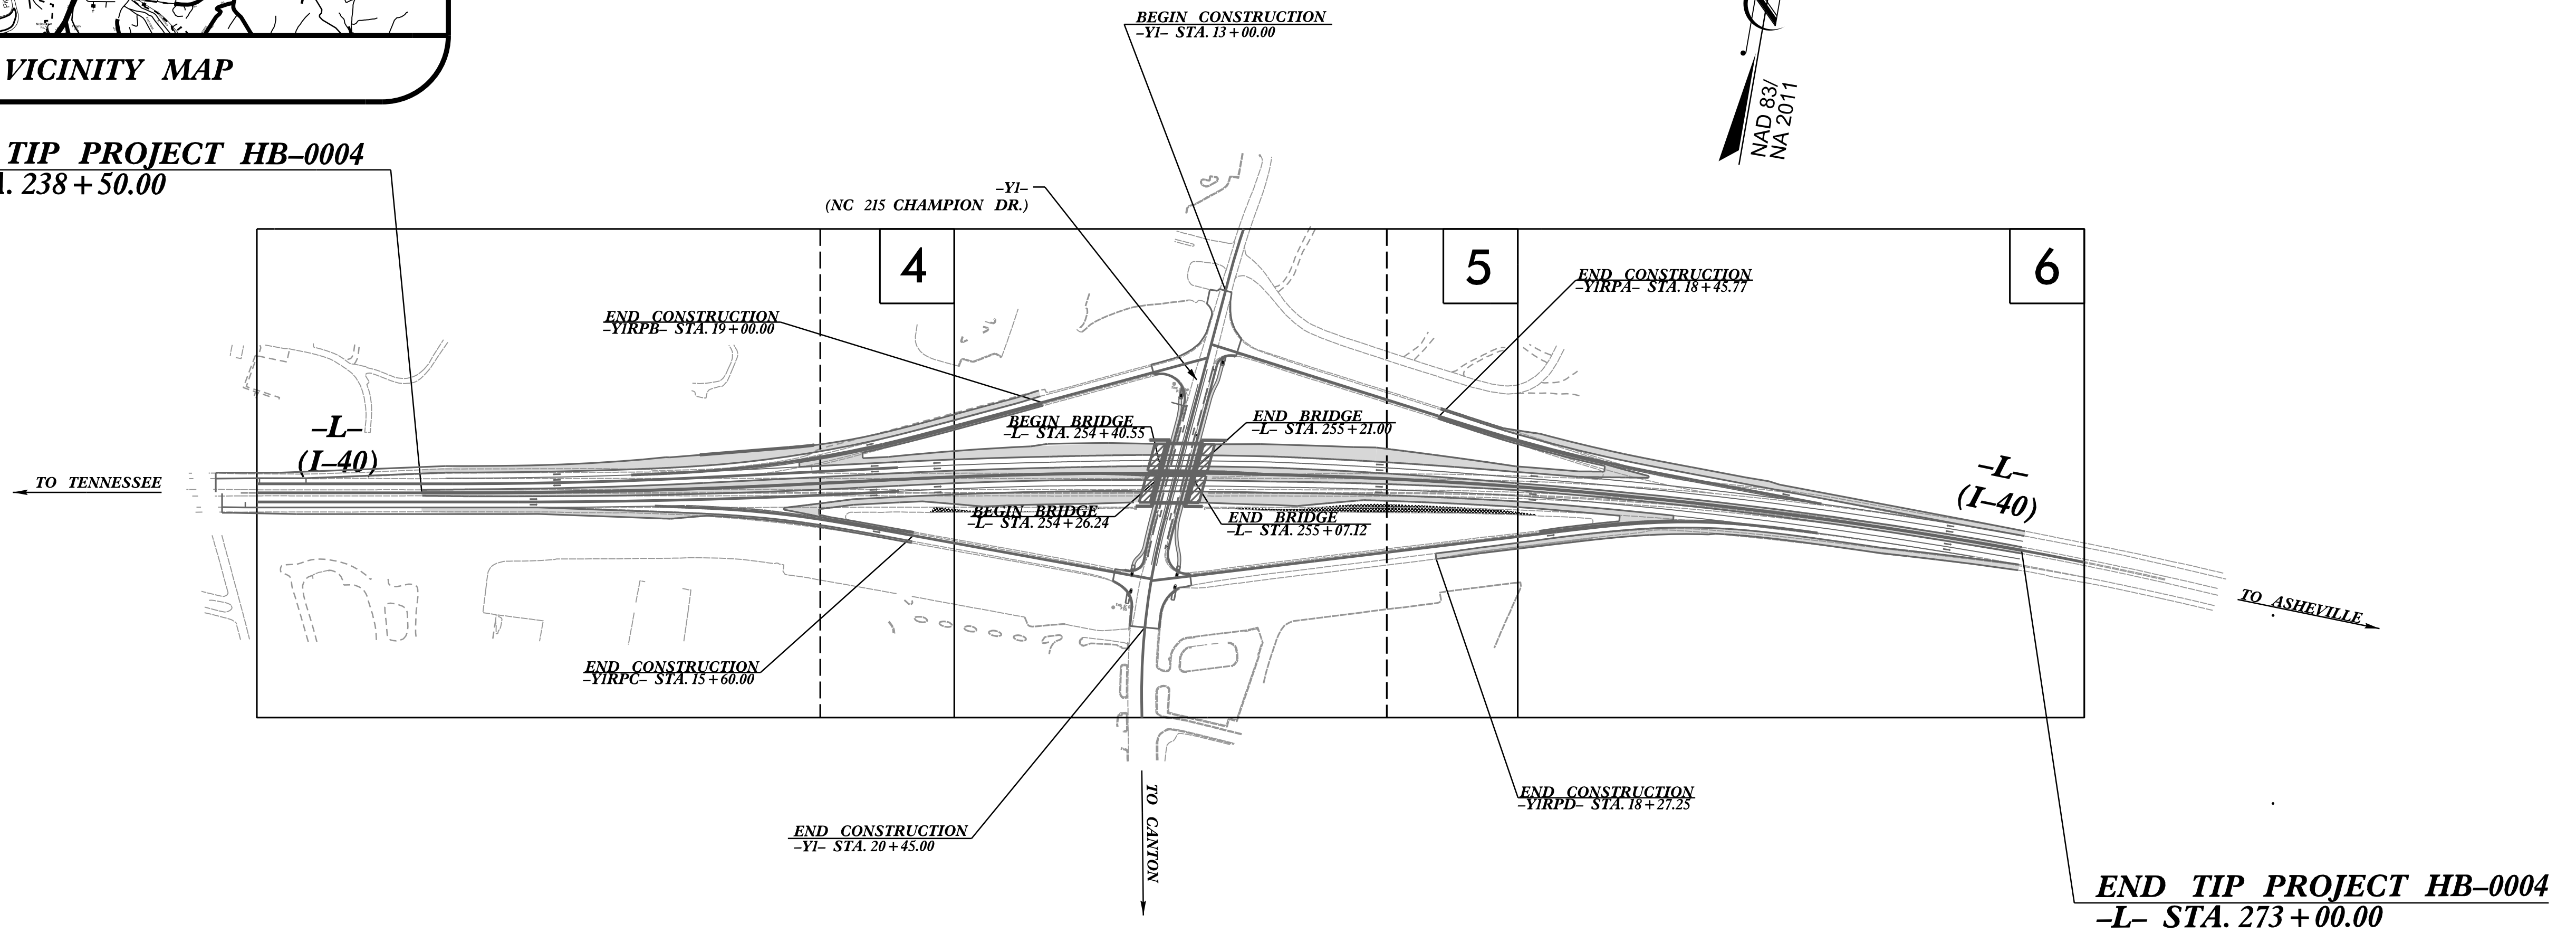 BEGIN CONSTRUCTION
–Y1– STA. 13+00.00
VICINITY MAP
NAD 83/
NA 2011
TIP PROJECT HB–0004
. 238+50.00
–Y1–
(NC 215 CHAMPION DR.)
4
5
6
END CONSTRUCTION
–Y1RPA– STA. 18+45.77
END CONSTRUCTION
–Y1RPB– STA. 19+00.00
–L–
(I–40)
BEGIN BRIDGE
–L– STA. 254+40.55
END BRIDGE
–L– STA. 255+21.00
TO TENNESSEE
–L–
(I–40)
BEGIN BRIDGE
–L– STA. 254+26.24
END BRIDGE
–L– STA. 255+07.12
TO ASHEVILLE
END CONSTRUCTION
–Y1RPC– STA. 15+60.00
END CONSTRUCTION
–Y1RPD– STA. 18+27.25
TO CANTON
END CONSTRUCTION
–Y1– STA. 20+45.00
END TIP PROJECT HB–0004
–L– STA. 273+00.00